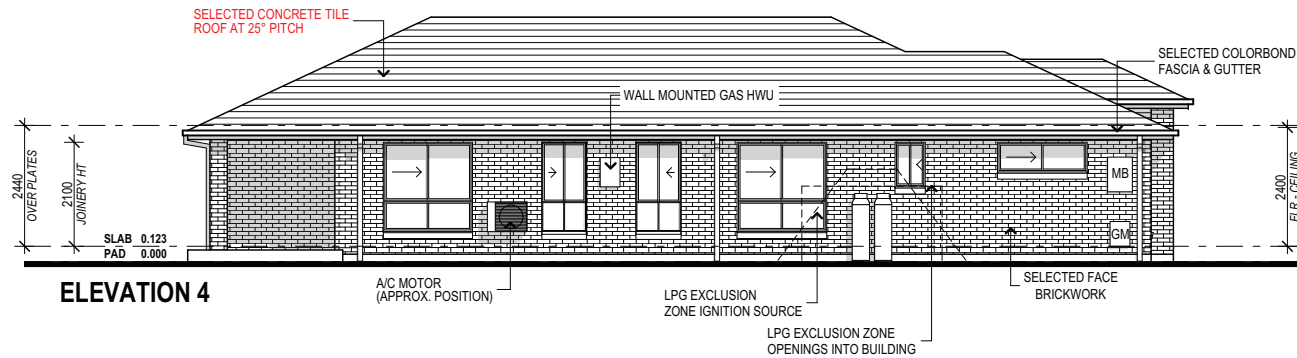 SELECTED CONCRETE TILE
ROOF AT 25° PITCH
SELECTED COLORBOND
FASCIA & GUTTER
WALL MOUNTED GAS HWU
2440
OVER PLATES
2100
JOINERY HT
2400
FLR - CEILING
MB
GM
SLAB 0.123
PAD 0.000
ELEVATION 4
A/C MOTOR
(APPROX. POSITION)
LPG EXCLUSION
ZONE IGNITION SOURCE
LPG EXCLUSION ZONE
OPENINGS INTO BUILDING
SELECTED FACE
BRICKWORK